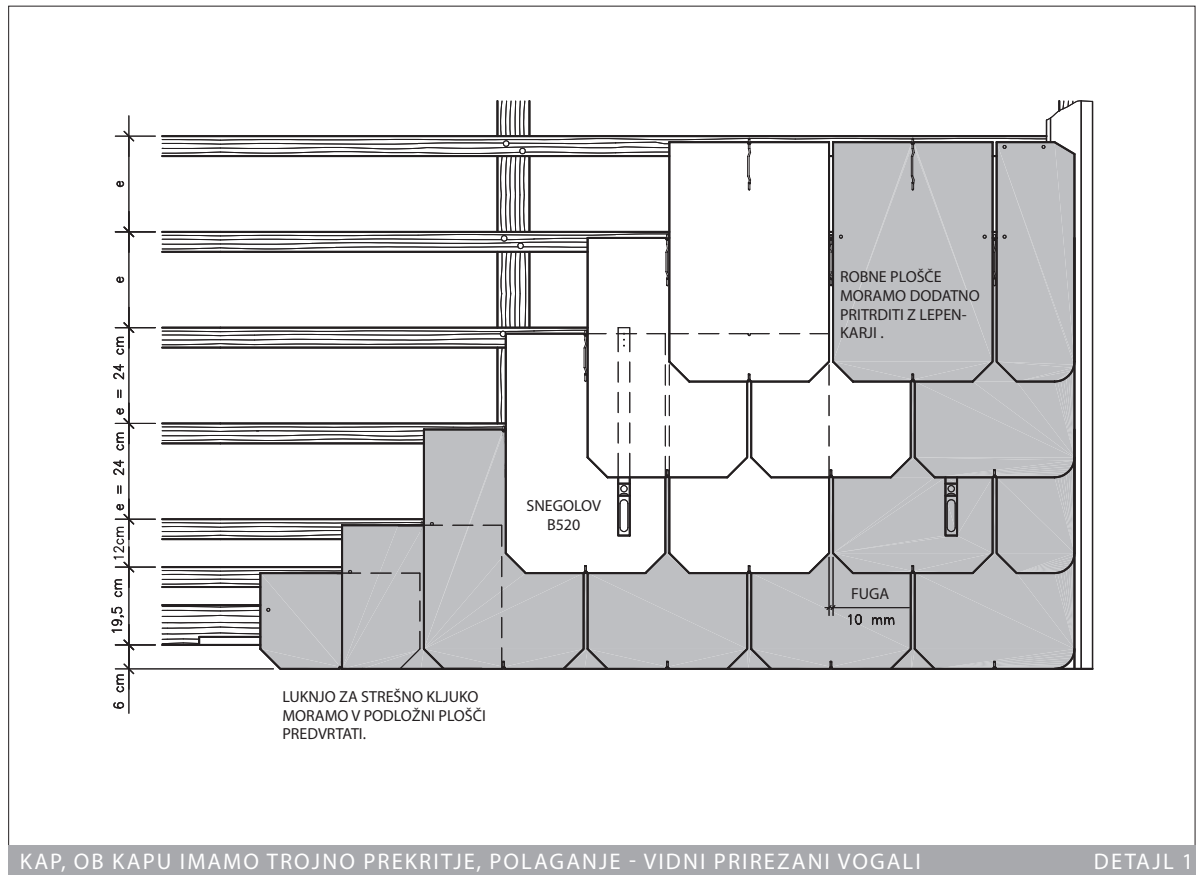 e
e
e = 24 cm
e = 24 cm
12cm
19,5 cm
6 cm
ROBNE PLOŠČE
MORAMO DODATNO
PRITRDITI Z LEPEN-
KARJI .
SNEGOLOV
B520
FUGA
10 mm
LUKNJO ZA STREŠNO KLJUKO
MORAMO V PODLOŽNI PLOŠČI
PREDVRTATI.
KAP, OB KAPU IMAMO TROJNO PREKRITJE, POLAGANJE - VIDNI PRIREZANI VOGALI
DETAJL 1